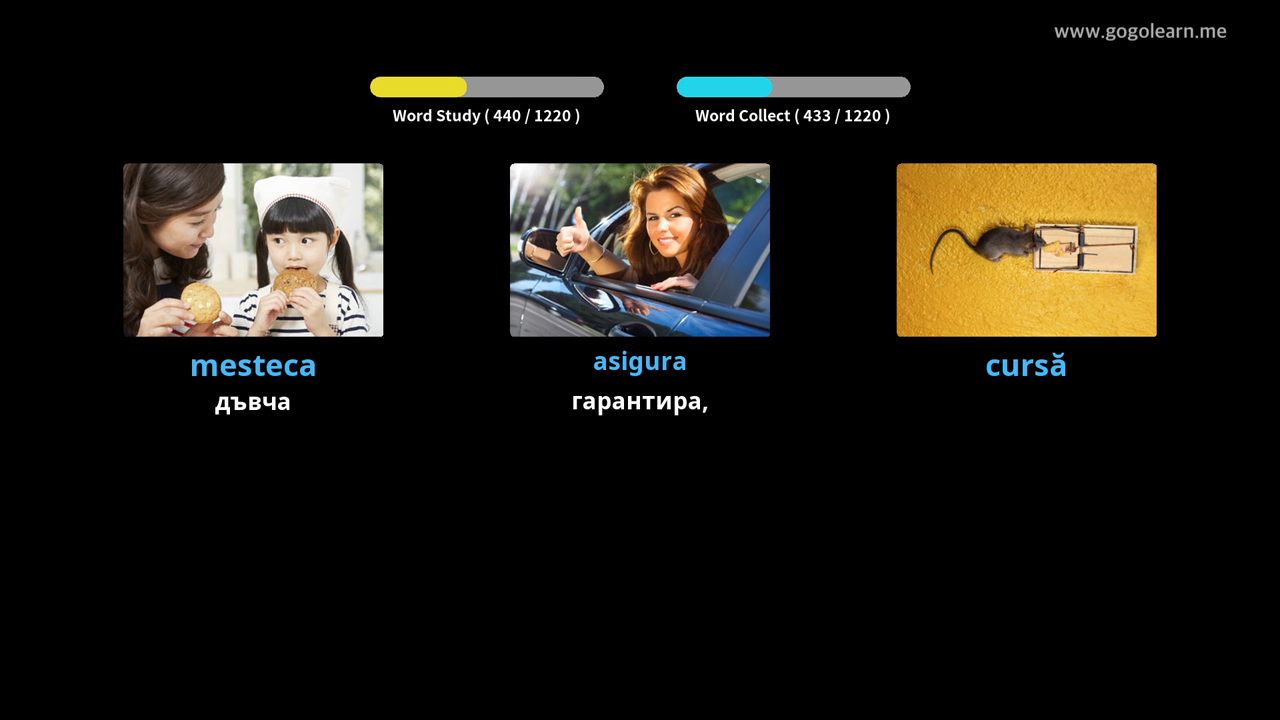 www.gogolearn.me
Word Study ( 440 / 1220 )
Word Collect ( 433 / 1220 )
mesteca
дъвча
asigura
гарантира,
cursă